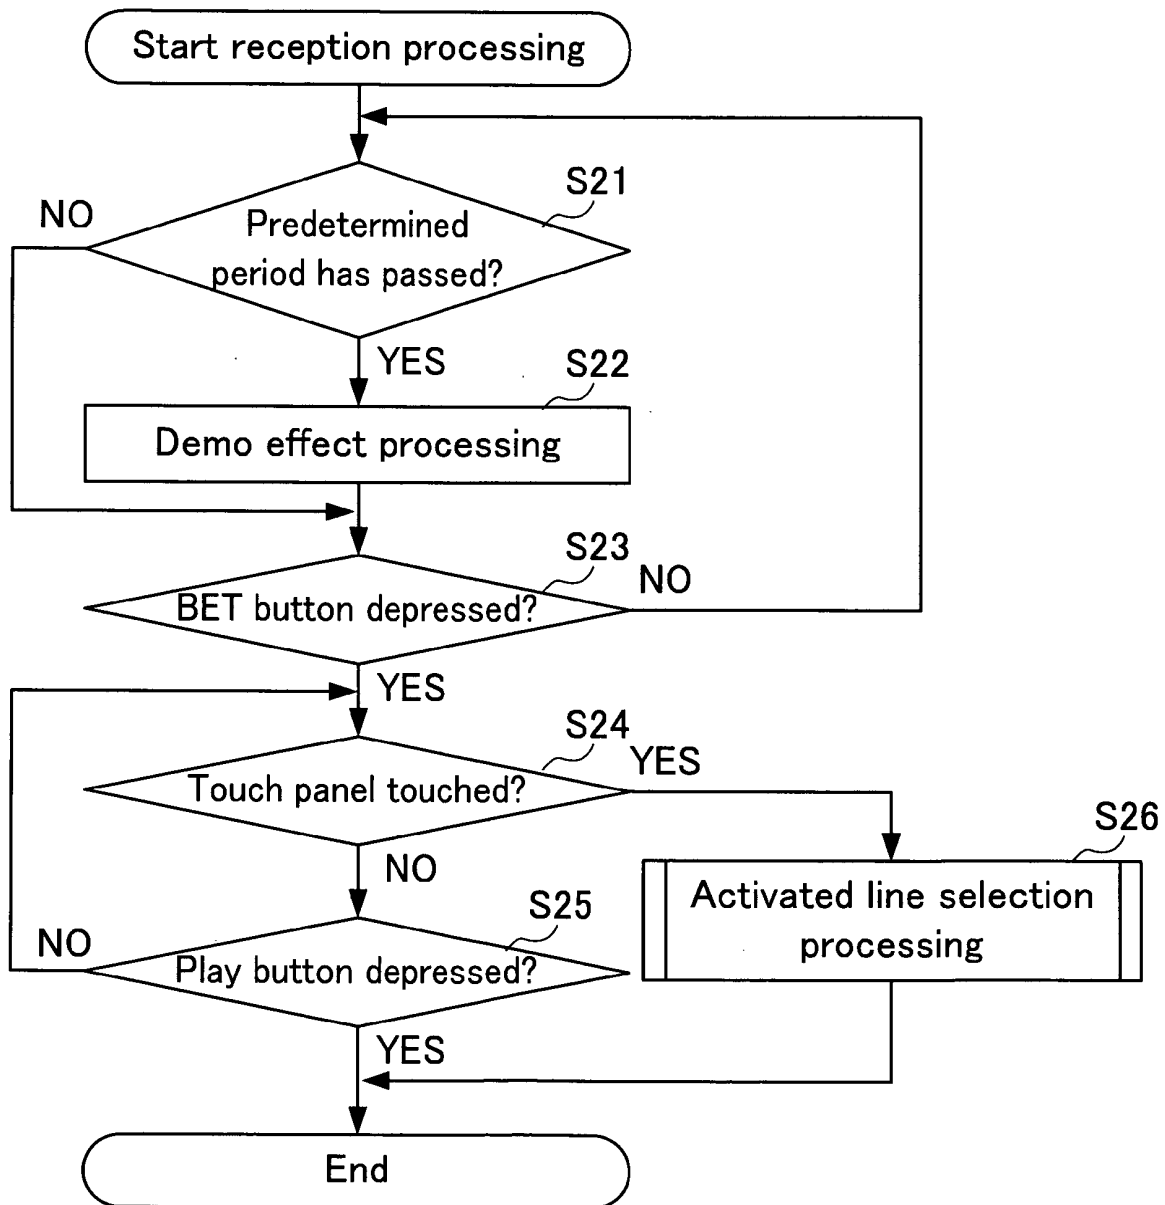 Start reception processing
S21
NO
Predetermined
period has passed?
YES
S22
Demo effect processing
S23
NO
BET button depressed?
YES
S24
YES
Touch panel touched?
S26
NO
Activated line selection
processing
S25
NO
Play button depressed?
YES
End